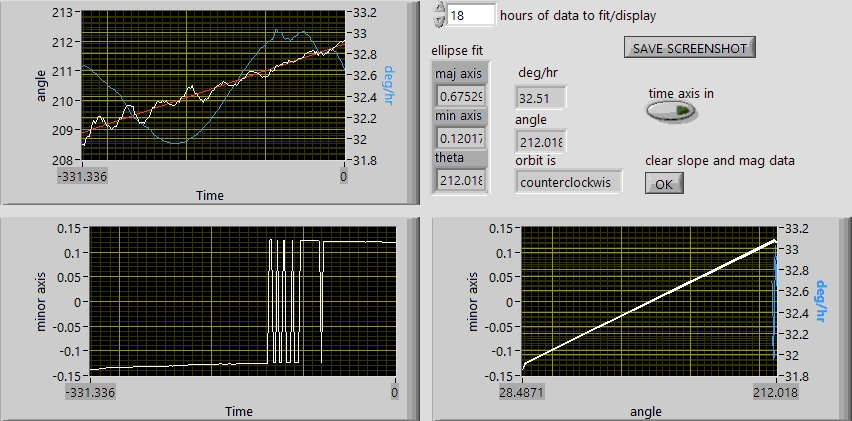 213
212
211
210
209
208
angle
33.2
33
32.8
32.6
32.4
32.2
32
31.8
deg/hr
-331.336
0
Time
18 hours of data to fit/display
SAVE SCREENSHOT
ellipse fit
maj axis
0.67529
min axis
0.12017
theta
212.018
deg/hr
32.51
angle
212.018
orbit is
counterclockwis
time axis in
clear slope and mag data
OK
0.15
0.1
0.05
0
-0.05
-0.1
-0.15
minor axis
-331.336
0
Time
0.15
0.1
0.05
0
-0.05
-0.1
-0.15
minor axis
33.2
33
32.8
32.6
32.4
32.2
32
31.8
deg/hr
28.4871
212.018
angle